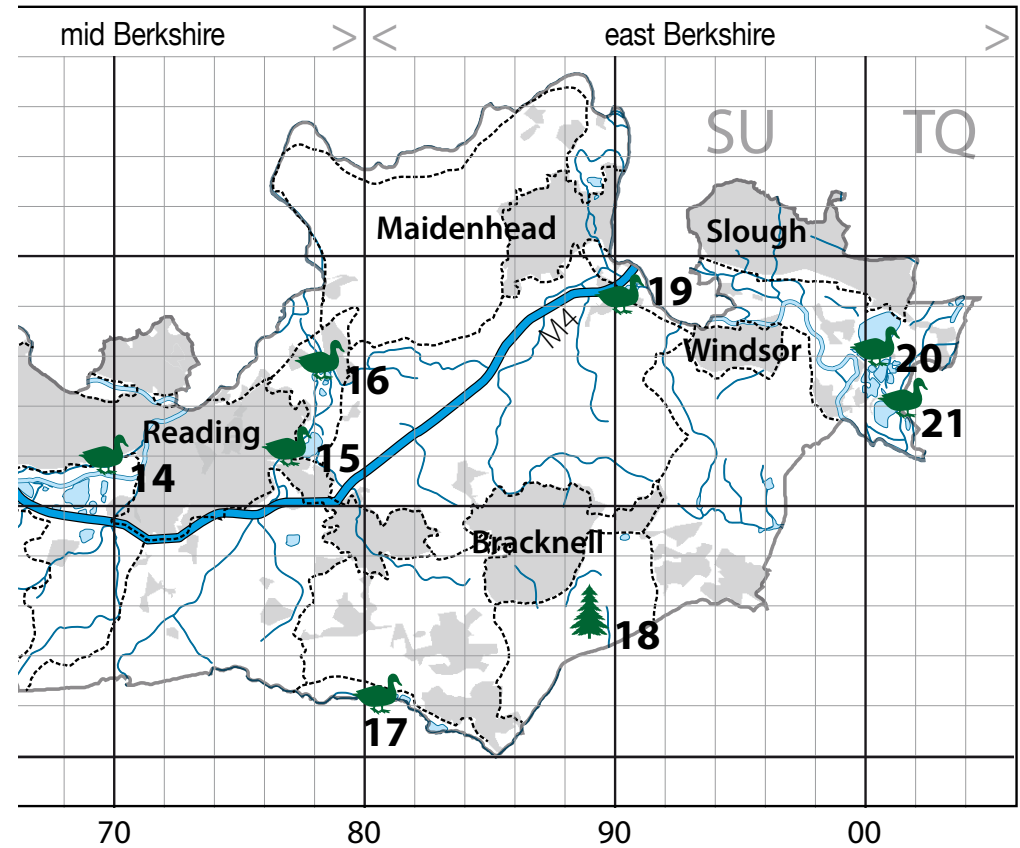 mid Berkshire > < east Berkshire >
SU TQ
Maidenhead
Slough
19
M4
Windsor
20
16
21
Reading
15
14
Bracknell
18
17
70 80 90 00